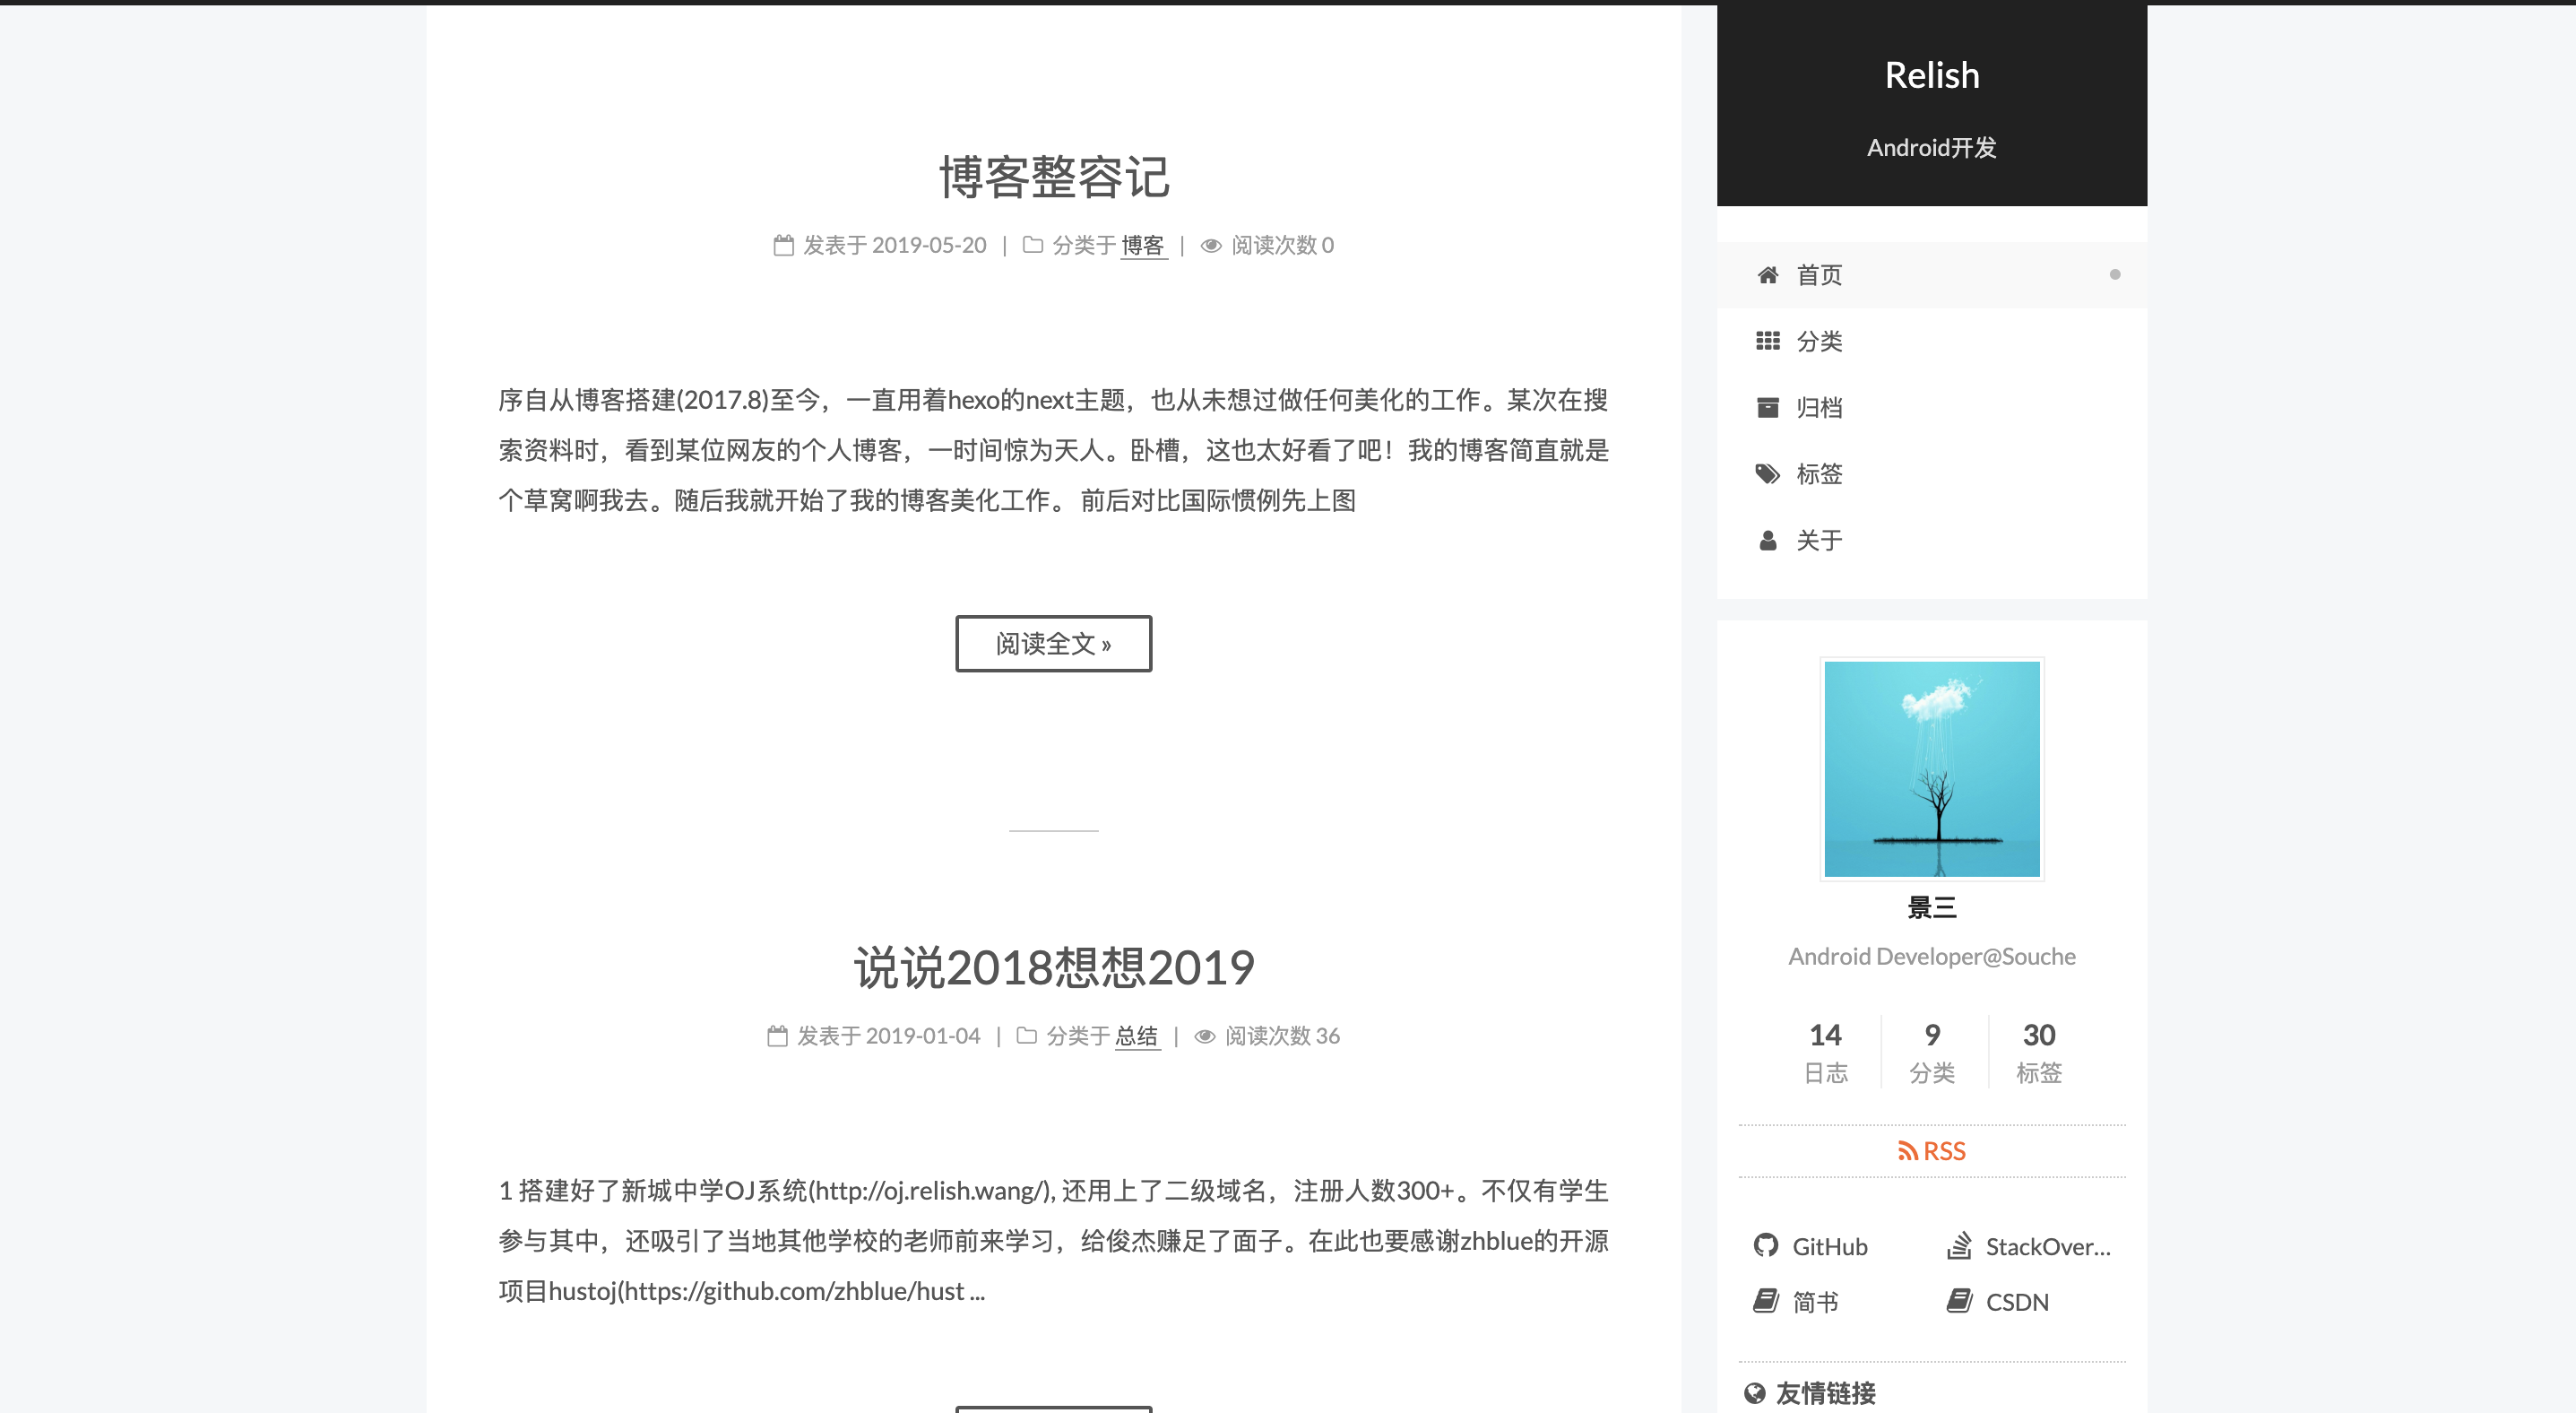 博客整容记
发表于 2019-05-20 | 分类于 博客 | 阅读次数 0
序自从博客搭建(2017.8)至今，一直用着hexo的next主题，也从未想过做任何美化的工作。某次在搜
索资料时，看到某位网友的个人博客，一时间惊为天人。卧槽，这也太好看了吧！我的博客简直就是
个草窝啊我去。随后我就开始了我的博客美化工作。 前后对比国际惯例先上图
阅读全文 »
说说2018想想2019
发表于 2019-01-04 | 分类于 总结 | 阅读次数 36
1 搭建好了新城中学OJ系统(http://oj.relish.wang/), 还用上了二级域名，注册人数300+。不仅有学生
参与其中，还吸引了当地其他学校的老师前来学习，给俊杰赚足了面子。在此也要感谢zhblue的开源
项目hustoj(https://github.com/zhblue/hust ...
Relish
Android开发
首页
分类
归档
标签
关于
景三
Android Developer@Souche
14 9 30
日志 分类 标签
RSS
GitHub StackOver...
简书 CSDN
友情链接